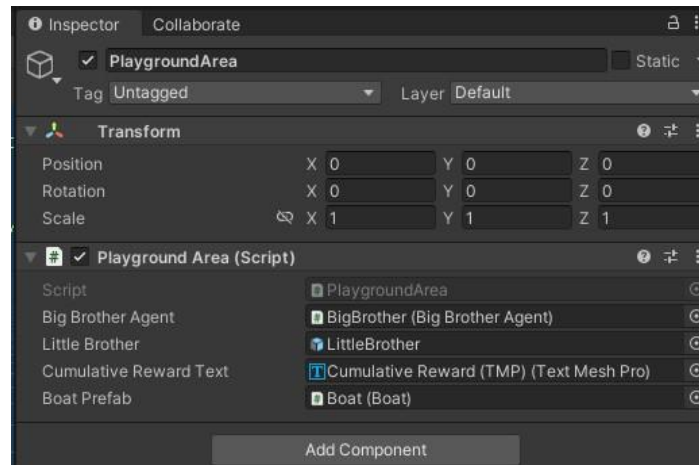 Inspector Collaborate
PlaygroundArea Static
Tag Untagged Layer Default
Transform
Position X 0 Y 0 Z 0
Rotation X 0 Y 0 Z 0
Scale X 1 Y 1 Z 1
# Playground Area (Script)
Script PlaygroundArea
Big Brother Agent BigBrother (Big Brother Agent)
Little Brother LittleBrother
Cumulative Reward Text Cumulative Reward (TMP) (Text Mesh Pro)
Boat Prefab Boat (Boat)
Add Component